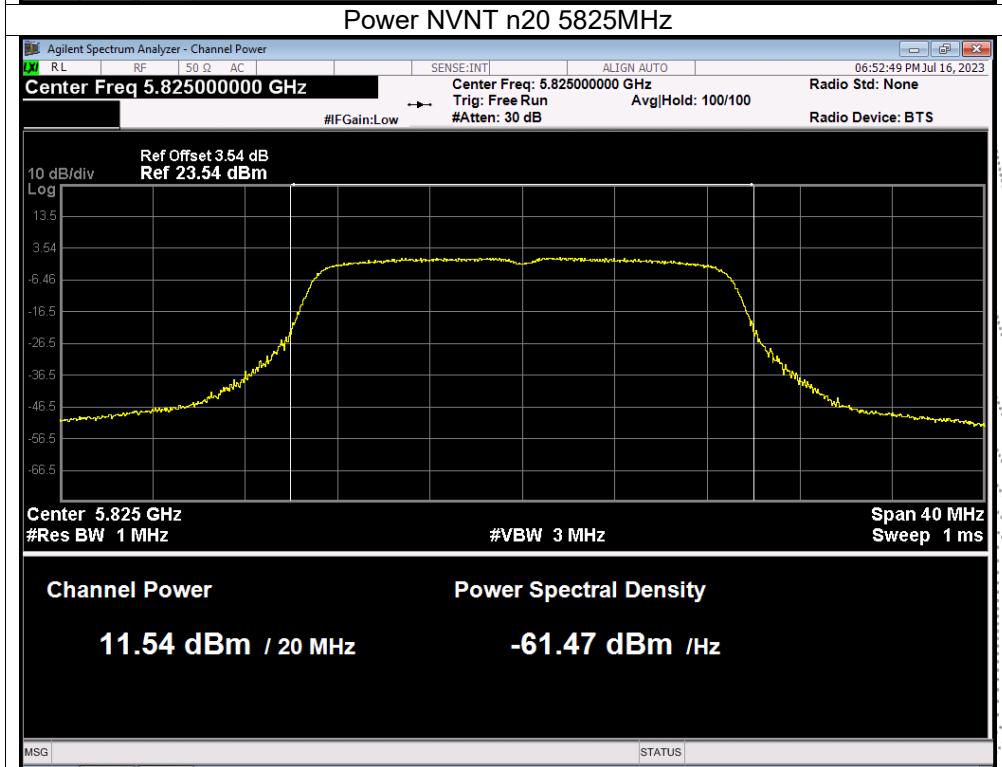 Power NVNT n20 5825MHz
Agilent Spectrum Analyzer - Channel Power
LXI RL RF 50 Ω AC SENSE:INT ALIGN AUTO 06:52:49 PM Jul 16, 2023
Center Freq 5.825000000 GHz Center Freq: 5.825000000 GHz Radio Std: None
Trig: Free Run Avg|Hold: 100/100
#IFGain:Low #Atten: 30 dB Radio Device: BTS
Ref Offset 3.54 dB
10 dB/div Ref 23.54 dBm
Log
13.5
3.54
-6.46
-16.5
-26.5
-36.5
-46.5
-56.5
-66.5
Center 5.825 GHz Span 40 MHz
#Res BW 1 MHz #VBW 3 MHz Sweep 1 ms
Channel Power Power Spectral Density
11.54 dBm / 20 MHz -61.47 dBm /Hz
MSG STATUS